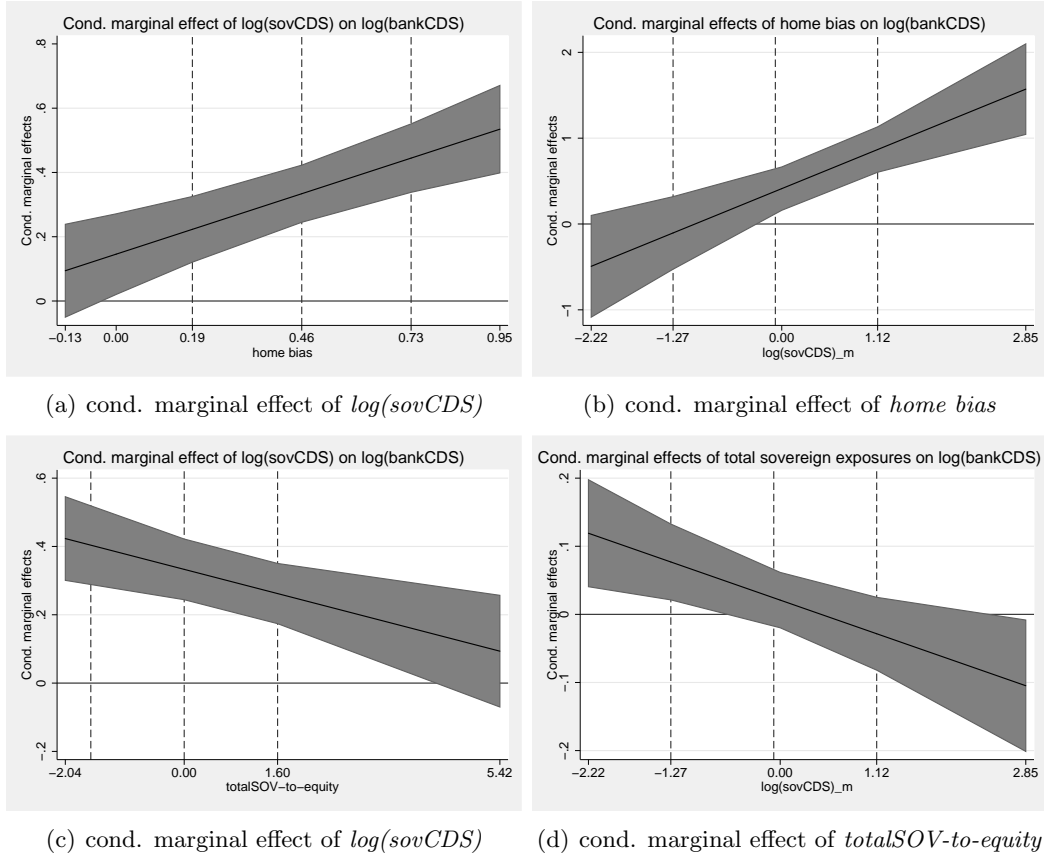 Cond. marginal effect of log(sovCDS) on log(bankCDS)
Cond. marginal effects
.8
.6
.4
.2
0
−0.13 0.00 0.19 0.46 0.73 0.95
home bias
(a) cond. marginal effect of log(sovCDS)
Cond. marginal effects of home bias on log(bankCDS)
Cond. marginal effects
2
1
0
−1
−2.22 −1.27 0.00 1.12 2.85
log(sovCDS)_m
(b) cond. marginal effect of home bias
Cond. marginal effect of log(sovCDS) on log(bankCDS)
Cond. marginal effects
.6
.4
.2
0
−.2
−2.04 0.00 1.60 5.42
totalSOV−to−equity
(c) cond. marginal effect of log(sovCDS)
Cond. marginal effects of total sovereign exposures on log(bankCDS)
Cond. marginal effects
.2
.1
0
−.1
−.2
−2.22 −1.27 0.00 1.12 2.85
log(sovCDS)_m
(d) cond. marginal effect of totalSOV-to-equity